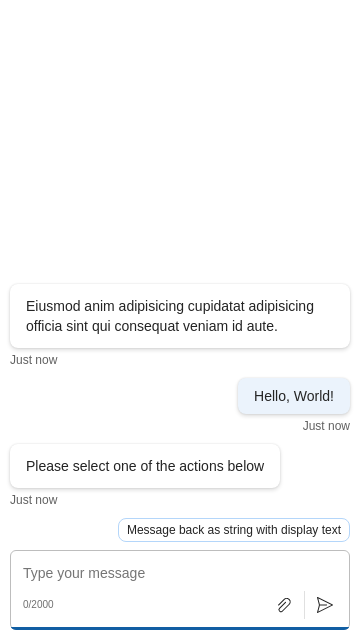 Eiusmod anim adipisicing cupidatat adipisicing
officia sint qui consequat veniam id aute.
Just now
Hello, World!
Just now
Please select one of the actions below
Just now
Message back as string with display text
Type your message
0/2000